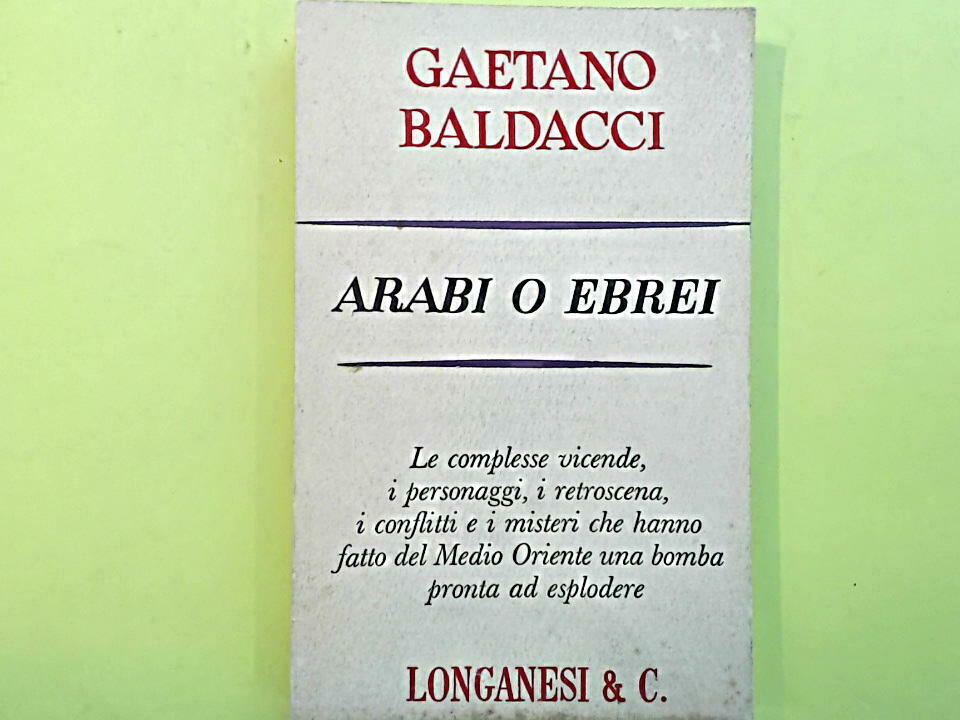 GAETANO
BALDACCI
ARABI O EBREI
Le complesse vicende,
i personaggi, i retroscena,
i conflitti e i misteri che hanno
fatto del Medio Oriente una bomba
pronta ad esplodere
LONGANESI & C.